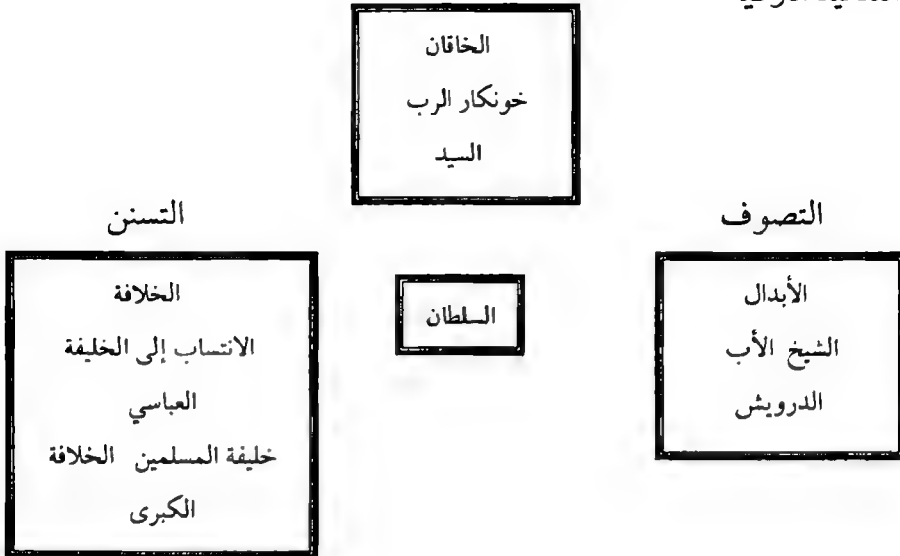 الخاقان
خونكار الرب
السيد
التصوف
التسنن
الأبدال
الشيخ الأب
الدرويش
السلطان
الخلافة
الانتساب إلى الخليفة
العباسي
خليفة المسلمين الخلافة
الكبرى